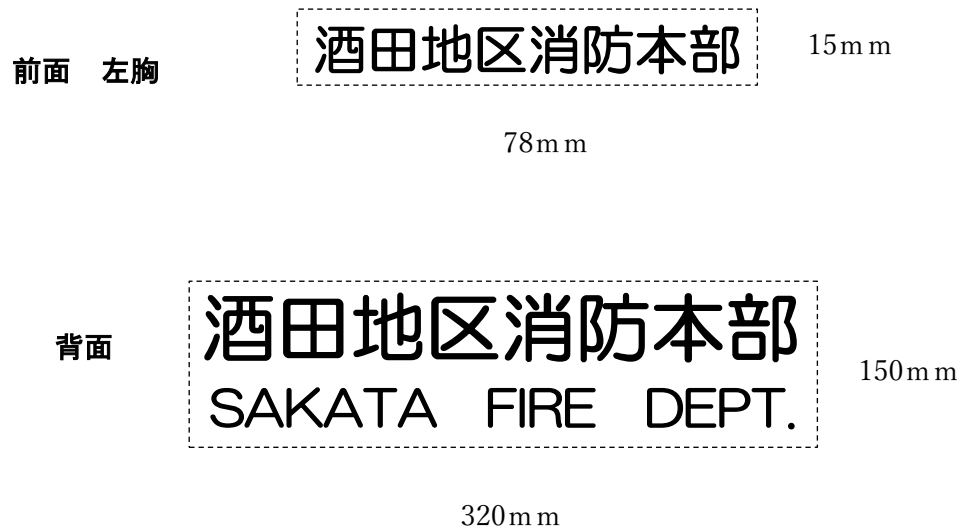 酒田地区消防本部
15mm
前面　左胸
78mm
酒田地区消防本部
背面
150mm
SAKATA　FIRE　DEPT.
320mm